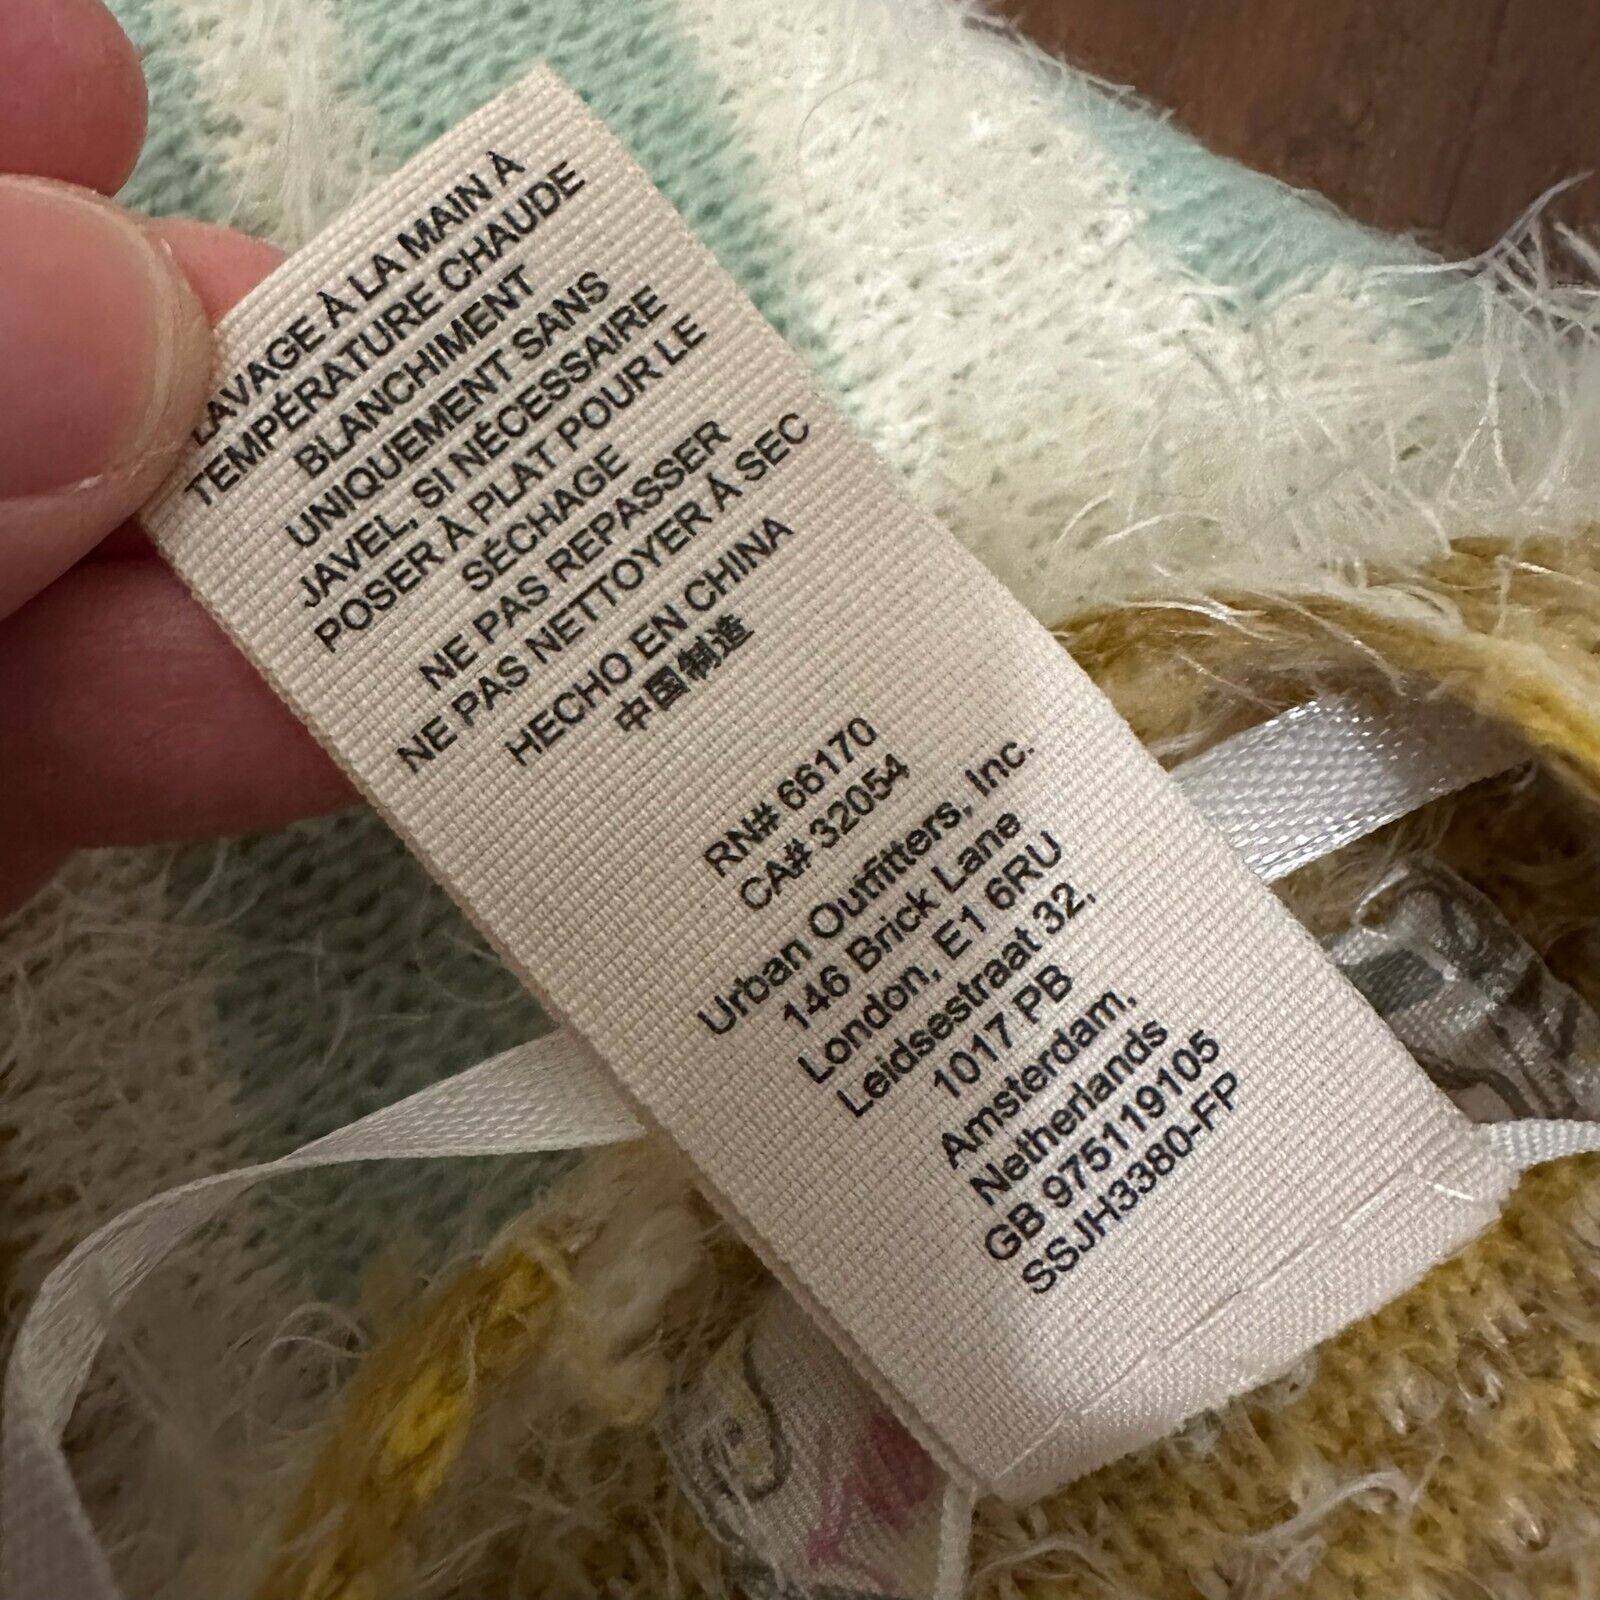 LAVAGE À LA MAIN À
TEMPÉRATURE CHAUDE
BLANCHIMENT
UNIQUEMENT SANS
JAVEL, SI NÉCESSAIRE
POSER À PLAT POUR LE
SÉCHAGE
NE PAS REPASSER
NE PAS NETTOYER À SEC
HECHO EN CHINA
中国制造
RN# 66170
CA# 32054
Urban Outfitters, Inc.
146 Brick Lane
London, E1 6RU
Leidsestraat 32,
1017 PB
Amsterdam,
Netherlands
GB 975119105
SSJH3380-FP